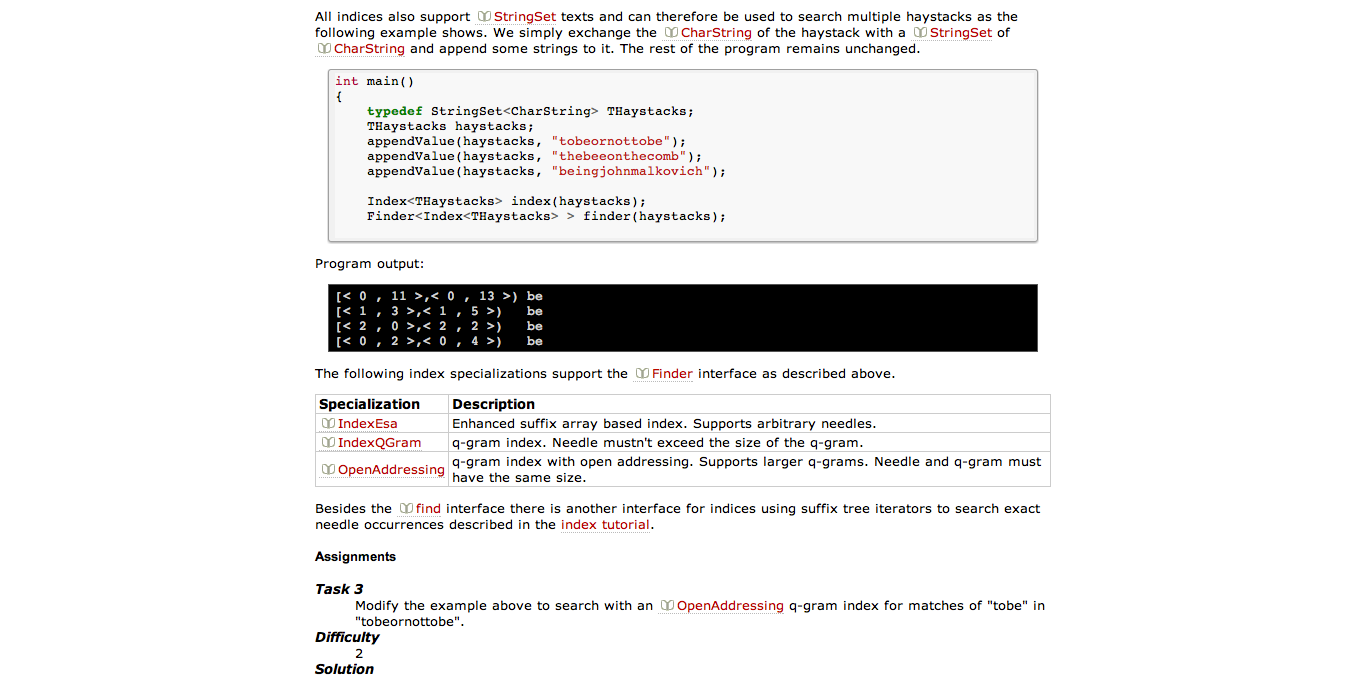 All indices also support StringSet texts and can therefore be used to search multiple haystacks as the
following example shows. We simply exchange the CharString of the haystack with a StringSet of
CharString and append some strings to it. The rest of the program remains unchanged.
int main()
{
    typedef StringSet<CharString> THaystacks;
    THaystacks haystacks;
    appendValue(haystacks, "tobeornottobe");
    appendValue(haystacks, "thebeeonthecomb");
    appendValue(haystacks, "beingjohnmalkovich");
    Index<THaystacks> index(haystacks);
    Finder<Index<THaystacks> > finder(haystacks);
Program output:
[< 0 , 11 >,< 0 , 13 >) be
[< 1 , 3 >,< 1 , 5 >)   be
[< 2 , 0 >,< 2 , 2 >)   be
[< 0 , 2 >,< 0 , 4 >)   be
The following index specializations support the Finder interface as described above.
Specialization Description
IndexEsa Enhanced suffix array based index. Supports arbitrary needles.
IndexQGram q-gram index. Needle mustn't exceed the size of the q-gram.
OpenAddressing q-gram index with open addressing. Supports larger q-grams. Needle and q-gram must
have the same size.
Besides the find interface there is another interface for indices using suffix tree iterators to search exact
needle occurrences described in the index tutorial.
Assignments
Task 3
Modify the example above to search with an OpenAddressing q-gram index for matches of "tobe" in
"tobeornottobe".
Difficulty
2
Solution